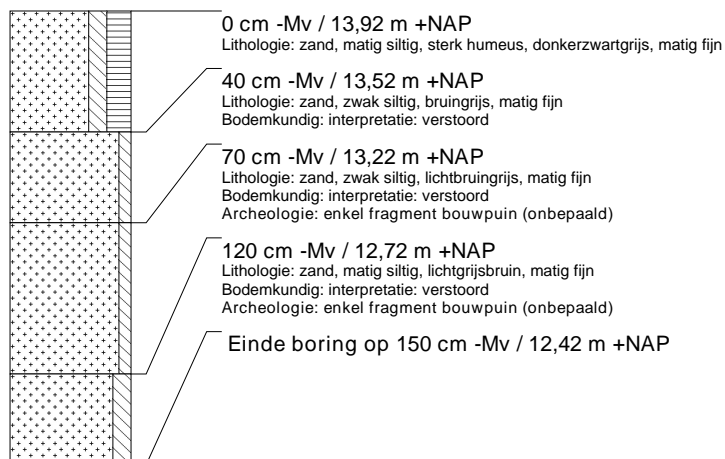 0 cm -Mv / 13,92 m +NAP
Lithologie: zand, matig siltig, sterk humeus, donkerzwartgrijs, matig fijn
40 cm -Mv / 13,52 m +NAP
Lithologie: zand, zwak siltig, bruingrijs, matig fijn
Bodemkundig: interpretatie: verstoord
70 cm -Mv / 13,22 m +NAP
Lithologie: zand, zwak siltig, lichtbruingrijs, matig fijn
Bodemkundig: interpretatie: verstoord
Archeologie: enkel fragment bouwpuin (onbepaald)
120 cm -Mv / 12,72 m +NAP
Lithologie: zand, matig siltig, lichtgrijsbruin, matig fijn
Bodemkundig: interpretatie: verstoord
Archeologie: enkel fragment bouwpuin (onbepaald)
Einde boring op 150 cm -Mv / 12,42 m +NAP